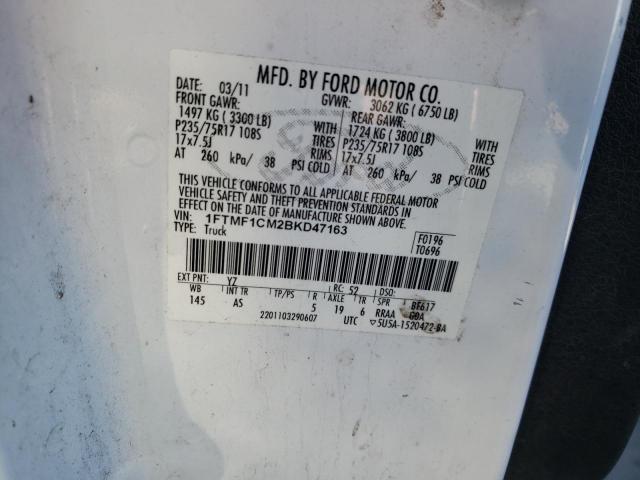 MFD. BY FORD MOTOR CO.
DATE: 03/11 GVWR: 3062 KG ( 6750 LB)
FRONT GAWR: REAR GAWR:
1497 KG ( 3300 LB) WITH 1724 KG ( 3800 LB) WITH
P235/75R17 108S TIRES P235/75R17 108S TIRES
17x7.5J RIMS 17x7.5J RIMS
AT 260 kPa/ 38 PSI COLD AT 260 kPa/ 38 PSI COLD
THIS VEHICLE CONFORMS TO ALL APPLICABLE FEDERAL MOTOR
VEHICLE SAFETY AND THEFT PREVENTION STANDARDS IN
EFFECT ON THE DATE OF MANUFACTURE SHOWN ABOVE.
VIN: 1FTMF1CM2BKD47163 F0196
TYPE: Truck T0696
EXT PNT: YZ RC: 52 DSO:
WB INT TR TP/PS R AXLE TR SPR BF617
145 AS 5 19 6 RRAA
2201103290607 UTC 5U5A-1520472-BA